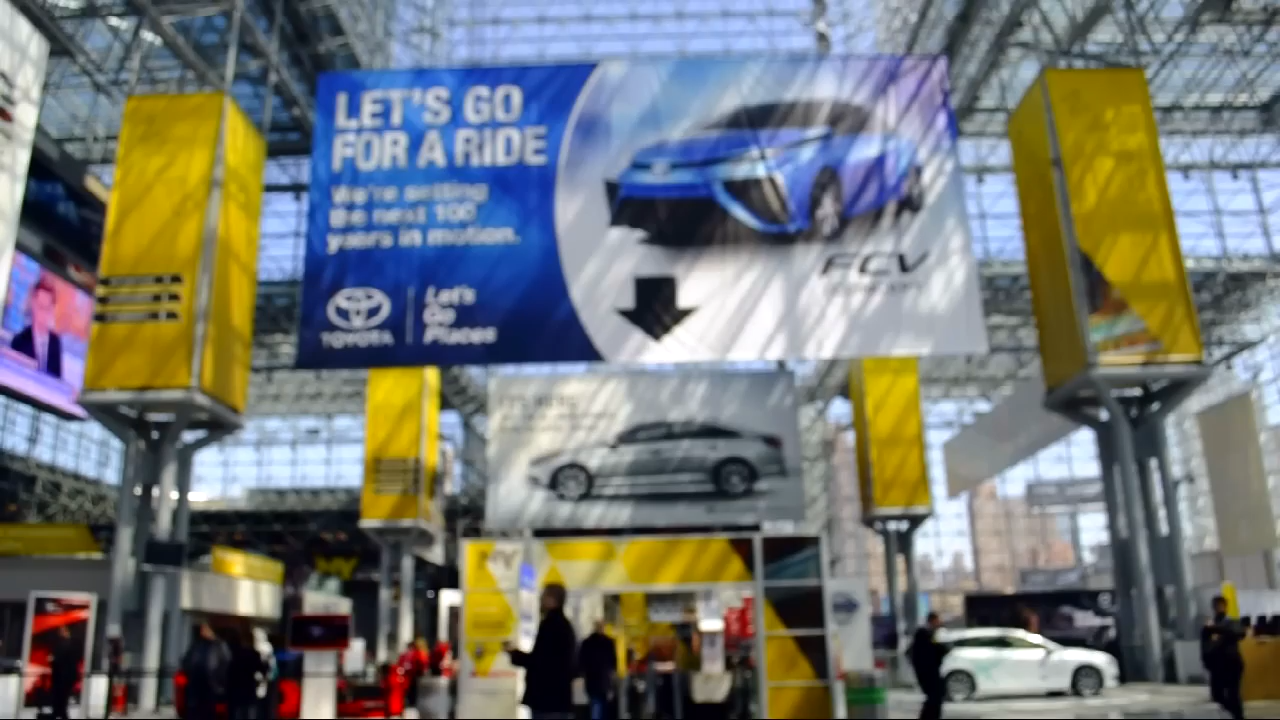 LET'S GO
FOR A RIDE
We're setting
the next 100
years in motion.
TOYOTA
Let's
Go
Places
FCV